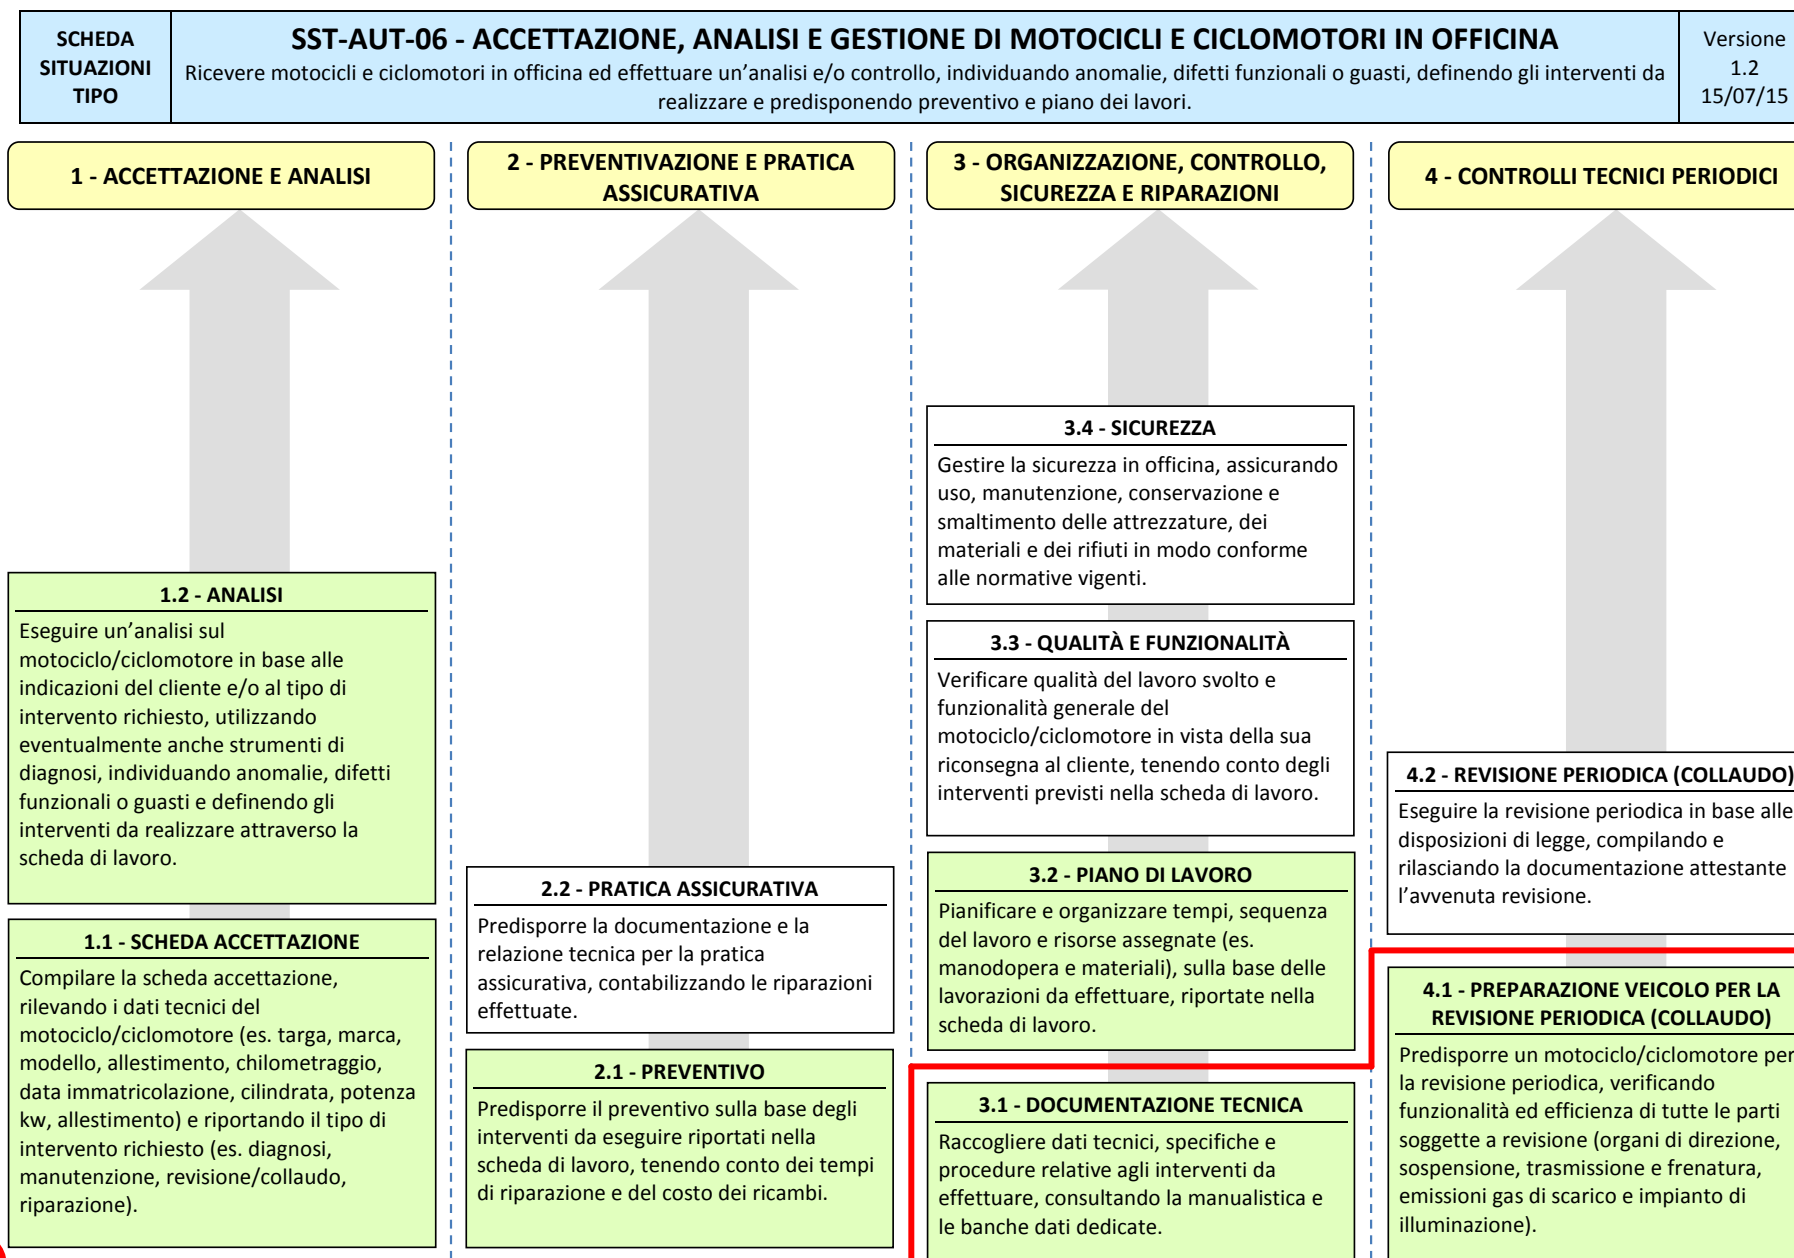 SCHEDA
SITUAZIONI
TIPO
SST-AUT-06 - ACCETTAZIONE, ANALISI E GESTIONE DI MOTOCICLI E CICLOMOTORI IN OFFICINA
Ricevere motocicli e ciclomotori in officina ed effettuare un'analisi e/o controllo, individuando anomalie, difetti funzionali o guasti, definendo gli interventi da
realizzare e predisponendo preventivo e piano dei lavori.
Versione
1.2
15/07/15
1 - ACCETTAZIONE E ANALISI
1.2 - ANALISI
Eseguire un'analisi sul
motociclo/ciclomotore in base alle
indicazioni del cliente e/o al tipo di
intervento richiesto, utilizzando
eventualmente anche strumenti di
diagnosi, individuando anomalie, difetti
funzionali o guasti e definendo gli
interventi da realizzare attraverso la
scheda di lavoro.
1.1 - SCHEDA ACCETTAZIONE
Compilare la scheda accettazione,
rilevando i dati tecnici del
motociclo/ciclomotore (es. targa, marca,
modello, allestimento, chilometraggio,
data immatricolazione, cilindrata, potenza
kw, allestimento) e riportando il tipo di
intervento richiesto (es. diagnosi,
manutenzione, revisione/collaudo,
riparazione).
2 - PREVENTIVAZIONE E PRATICA
ASSICURATIVA
2.2 - PRATICA ASSICURATIVA
Predisporre la documentazione e la
relazione tecnica per la pratica
assicurativa, contabilizzando le riparazioni
effettuate.
2.1 - PREVENTIVO
Predisporre il preventivo sulla base degli
interventi da eseguire riportati nella
scheda di lavoro, tenendo conto dei tempi
di riparazione e del costo dei ricambi.
3 - ORGANIZZAZIONE, CONTROLLO,
SICUREZZA E RIPARAZIONI
3.4 - SICUREZZA
Gestire la sicurezza in officina, assicurando
uso, manutenzione, conservazione e
smaltimento delle attrezzature, dei
materiali e dei rifiuti in modo conforme
alle normative vigenti.
3.3 - QUALITÀ E FUNZIONALITÀ
Verificare qualità del lavoro svolto e
funzionalità generale del
motociclo/ciclomotore in vista della sua
riconsegna al cliente, tenendo conto degli
interventi previsti nella scheda di lavoro.
3.2 - PIANO DI LAVORO
Pianificare e organizzare tempi, sequenza
del lavoro e risorse assegnate (es.
manodopera e materiali), sulla base delle
lavorazioni da effettuare, riportate nella
scheda di lavoro.
3.1 - DOCUMENTAZIONE TECNICA
Raccogliere dati tecnici, specifiche e
procedure relative agli interventi da
effettuare, consultando la manualistica e
le banche dati dedicate.
4 - CONTROLLI TECNICI PERIODICI
4.2 - REVISIONE PERIODICA (COLLAUDO)
Eseguire la revisione periodica in base alle
disposizioni di legge, compilando e
rilasciando la documentazione attestante
l'avvenuta revisione.
4.1 - PREPARAZIONE VEICOLO PER LA
REVISIONE PERIODICA (COLLAUDO)
Predisporre un motociclo/ciclomotore per
la revisione periodica, verificando
funzionalità ed efficienza di tutte le parti
soggette a revisione (organi di direzione,
sospensione, trasmissione e frenatura,
emissioni gas di scarico e impianto di
illuminazione).